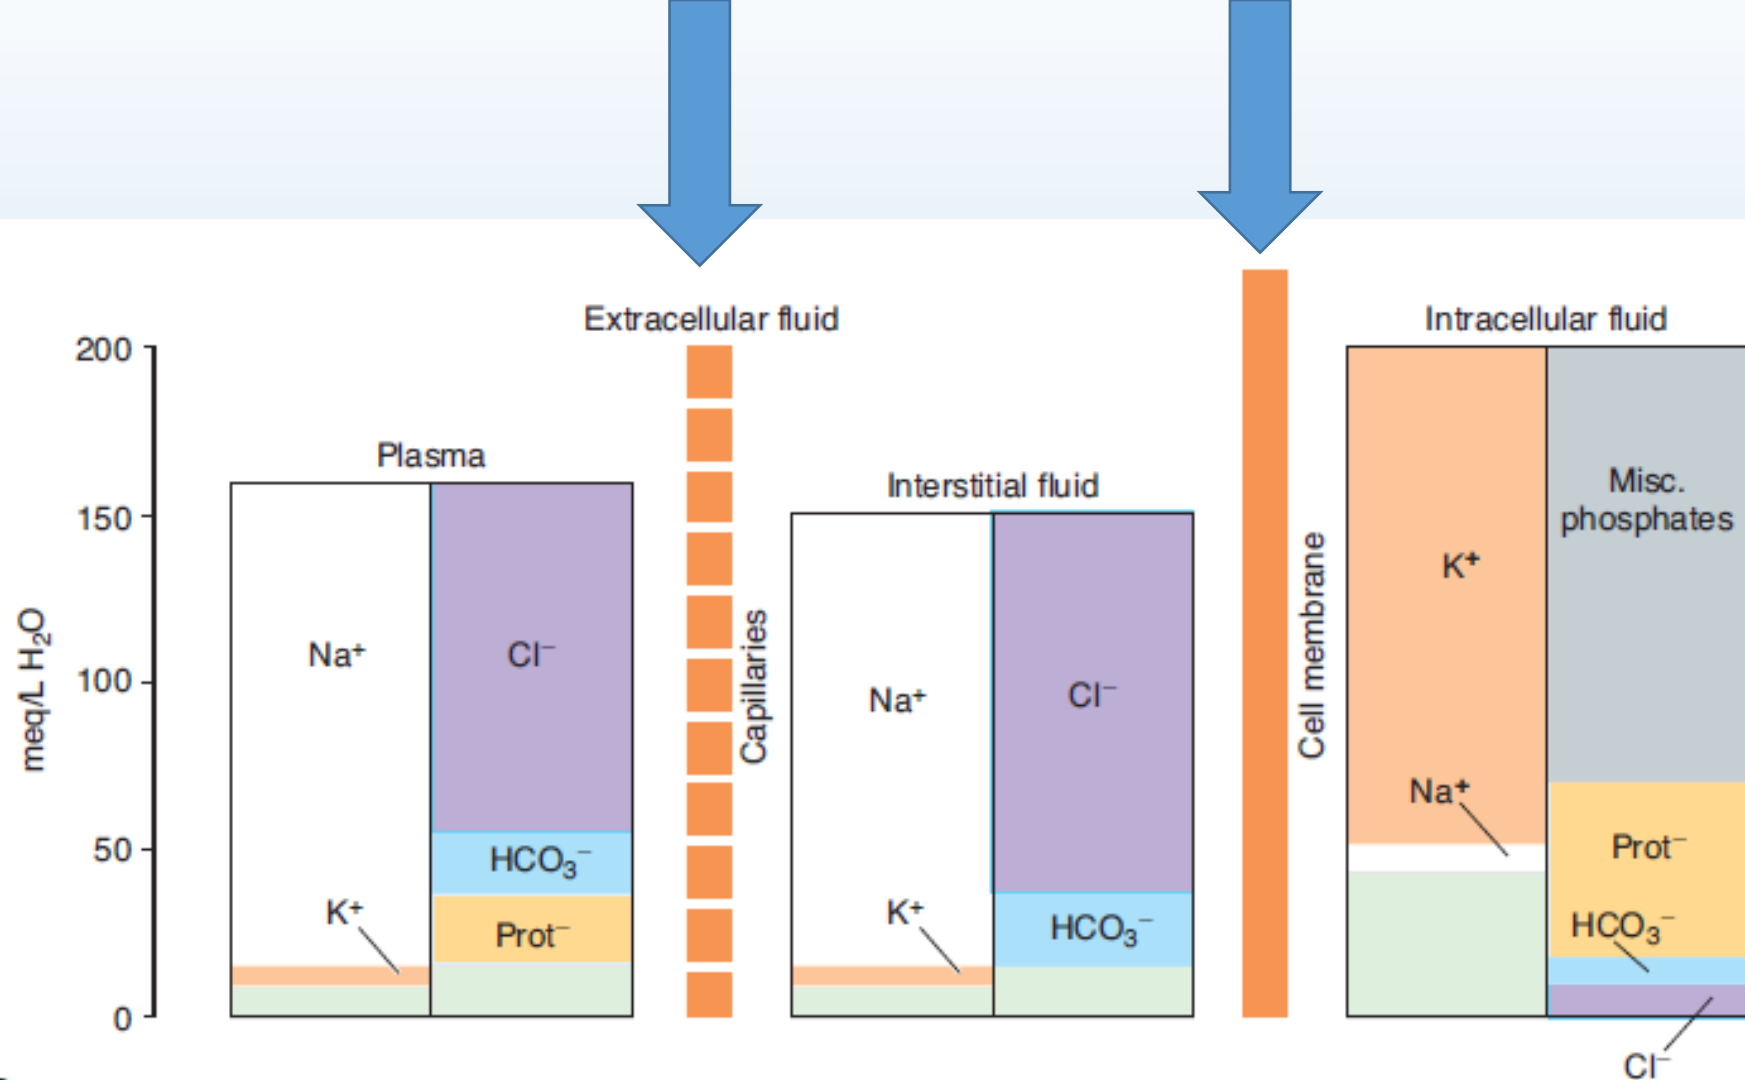 Extracellular fluid
Intracellular fluid
200
150
100
50
0
meq/L H₂O
Plasma
Na⁺
Cl⁻
HCO₃⁻
K⁺
Prot⁻
Capillaries
Interstitial fluid
Na⁺
Cl⁻
K⁺
HCO₃⁻
Cell membrane
Misc.
phosphates
K⁺
Na⁺
Prot⁻
HCO₃⁻
Cl⁻